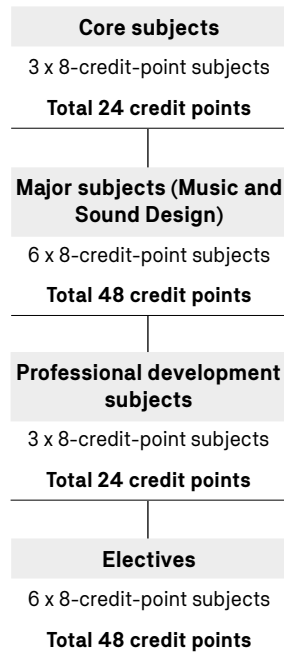 Core subjects
3 x 8-credit-point subjects
Total 24 credit points
Major subjects (Music and
Sound Design)
6 x 8-credit-point subjects
Total 48 credit points
Professional development
subjects
3 x 8-credit-point subjects
Total 24 credit points
Electives
6 x 8-credit-point subjects
Total 48 credit points